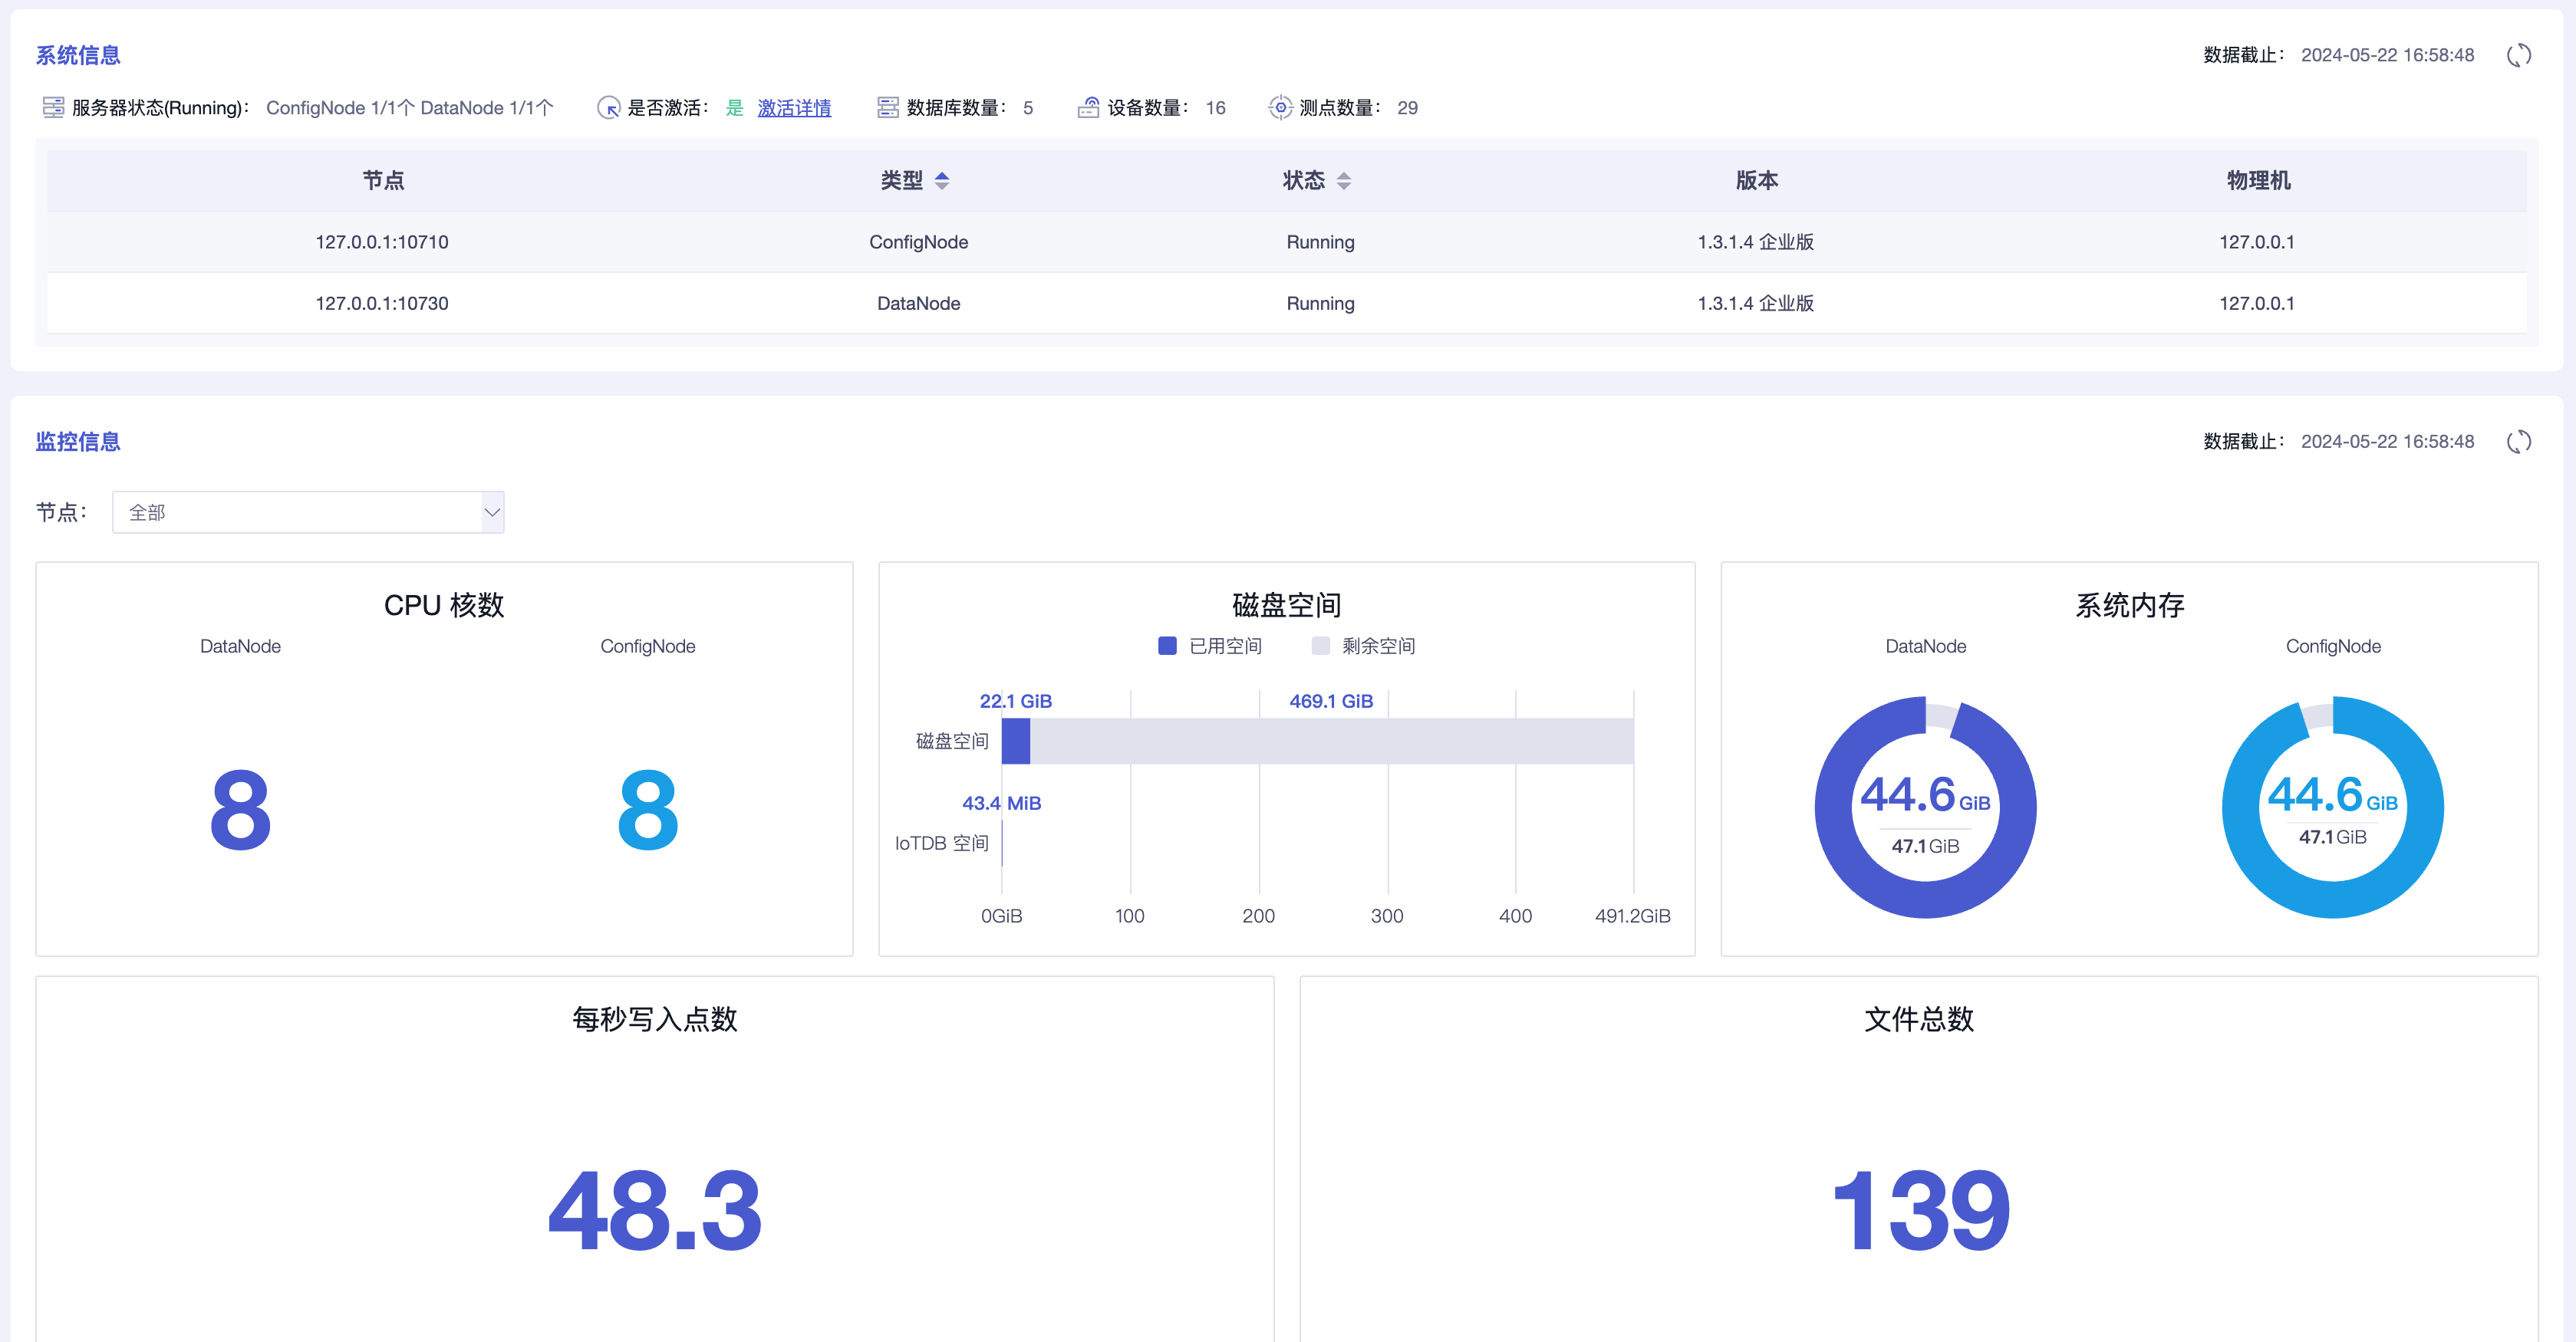 系统信息
数据截止： 2024-05-22 16:58:48
服务器状态(Running)： ConfigNode 1/1个 DataNode 1/1个 是否激活： 是 激活详情 数据库数量： 5 设备数量： 16 测点数量： 29
节点 类型 状态 版本 物理机
127.0.0.1:10710 ConfigNode Running 1.3.1.4 企业版 127.0.0.1
127.0.0.1:10730 DataNode Running 1.3.1.4 企业版 127.0.0.1
监控信息
数据截止： 2024-05-22 16:58:48
节点： 全部
CPU 核数
DataNode ConfigNode
8 8
磁盘空间
已用空间 剩余空间
22.1 GiB 469.1 GiB
磁盘空间
43.4 MiB
IoTDB 空间
0GiB 100 200 300 400 491.2GiB
系统内存
DataNode ConfigNode
44.6 GiB 44.6 GiB
47.1 GiB 47.1 GiB
每秒写入点数
48.3
文件总数
139